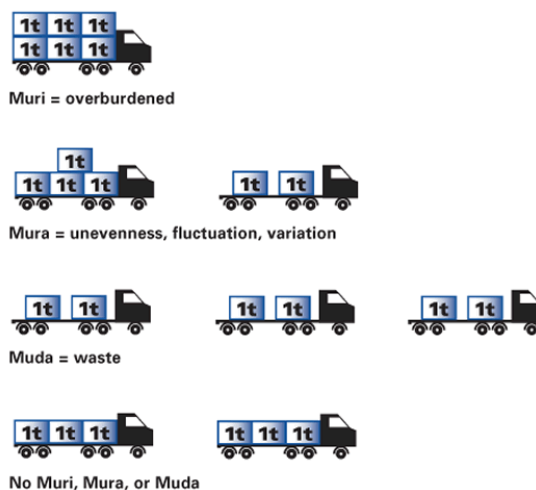 1t 1t 1t
1t 1t 1t
Muri = overburdened
1t
1t 1t 1t 1t 1t
Mura = unevenness, fluctuation, variation
1t 1t 1t 1t 1t 1t
Muda = waste
1t 1t 1t 1t 1t 1t
No Muri, Mura, or Muda